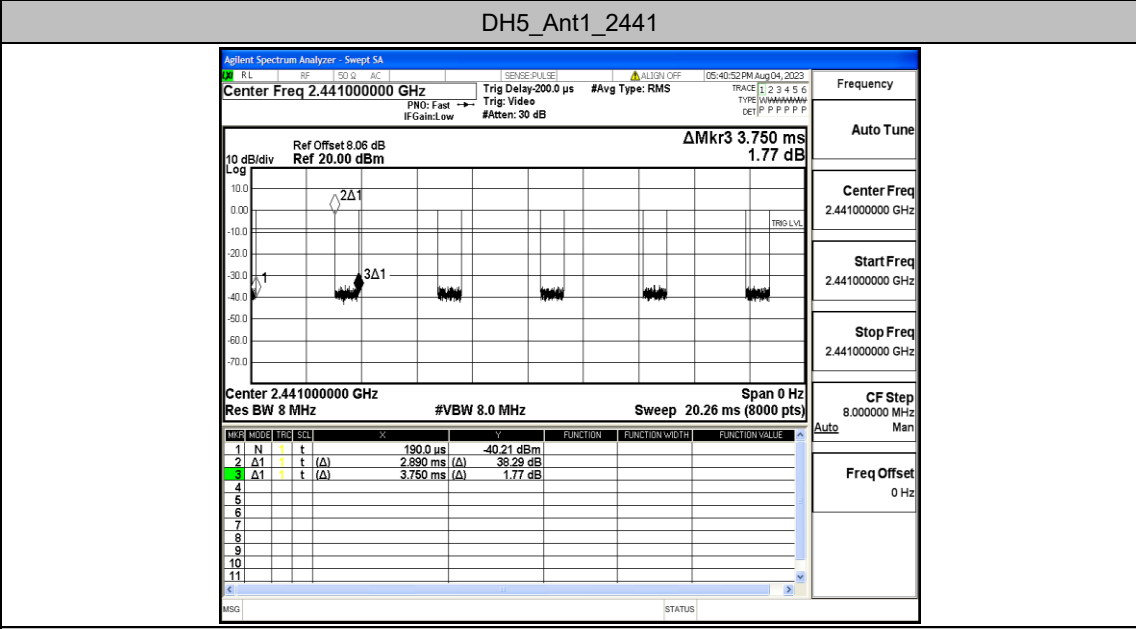 DH5_Ant1_2441
Agilent Spectrum Analyzer - Swept SA
RL RF 50 Ω AC SENSE:PULSE ALIGN OFF 05:40:52 PM Aug 04, 2023
Center Freq 2.441000000 GHz
PNO: Fast
IFGain:Low
Trig Delay-200.0 µs
Trig: Video
#Atten: 30 dB
#Avg Type: RMS
TRACE 1 2 3 4 5 6
TYPE
DET P P P P P P
Frequency
Auto Tune
Center Freq
2.441000000 GHz
Start Freq
2.441000000 GHz
Stop Freq
2.441000000 GHz
CF Step
8.000000 MHz
Auto Man
Freq Offset
0 Hz
ΔMkr3 3.750 ms
1.77 dB
Ref Offset 8.06 dB
10 dB/div Ref 20.00 dBm
Log
10.0
0.00
-10.0
-20.0
-30.0
-40.0
-50.0
-60.0
-70.0
2Δ1
TRIG LVL
1
3Δ1
Center 2.441000000 GHz Span 0 Hz
Res BW 8 MHz #VBW 8.0 MHz Sweep 20.26 ms (8000 pts)
MKR MODE TRC SCL X Y FUNCTION FUNCTION WIDTH FUNCTION VALUE
1 N 1 t 190.0 µs -40.21 dBm
2 Δ1 1 t (Δ) 2.890 ms (Δ) 38.29 dB
3 Δ1 1 t (Δ) 3.750 ms (Δ) 1.77 dB
4
5
6
7
8
9
10
11
MSG STATUS